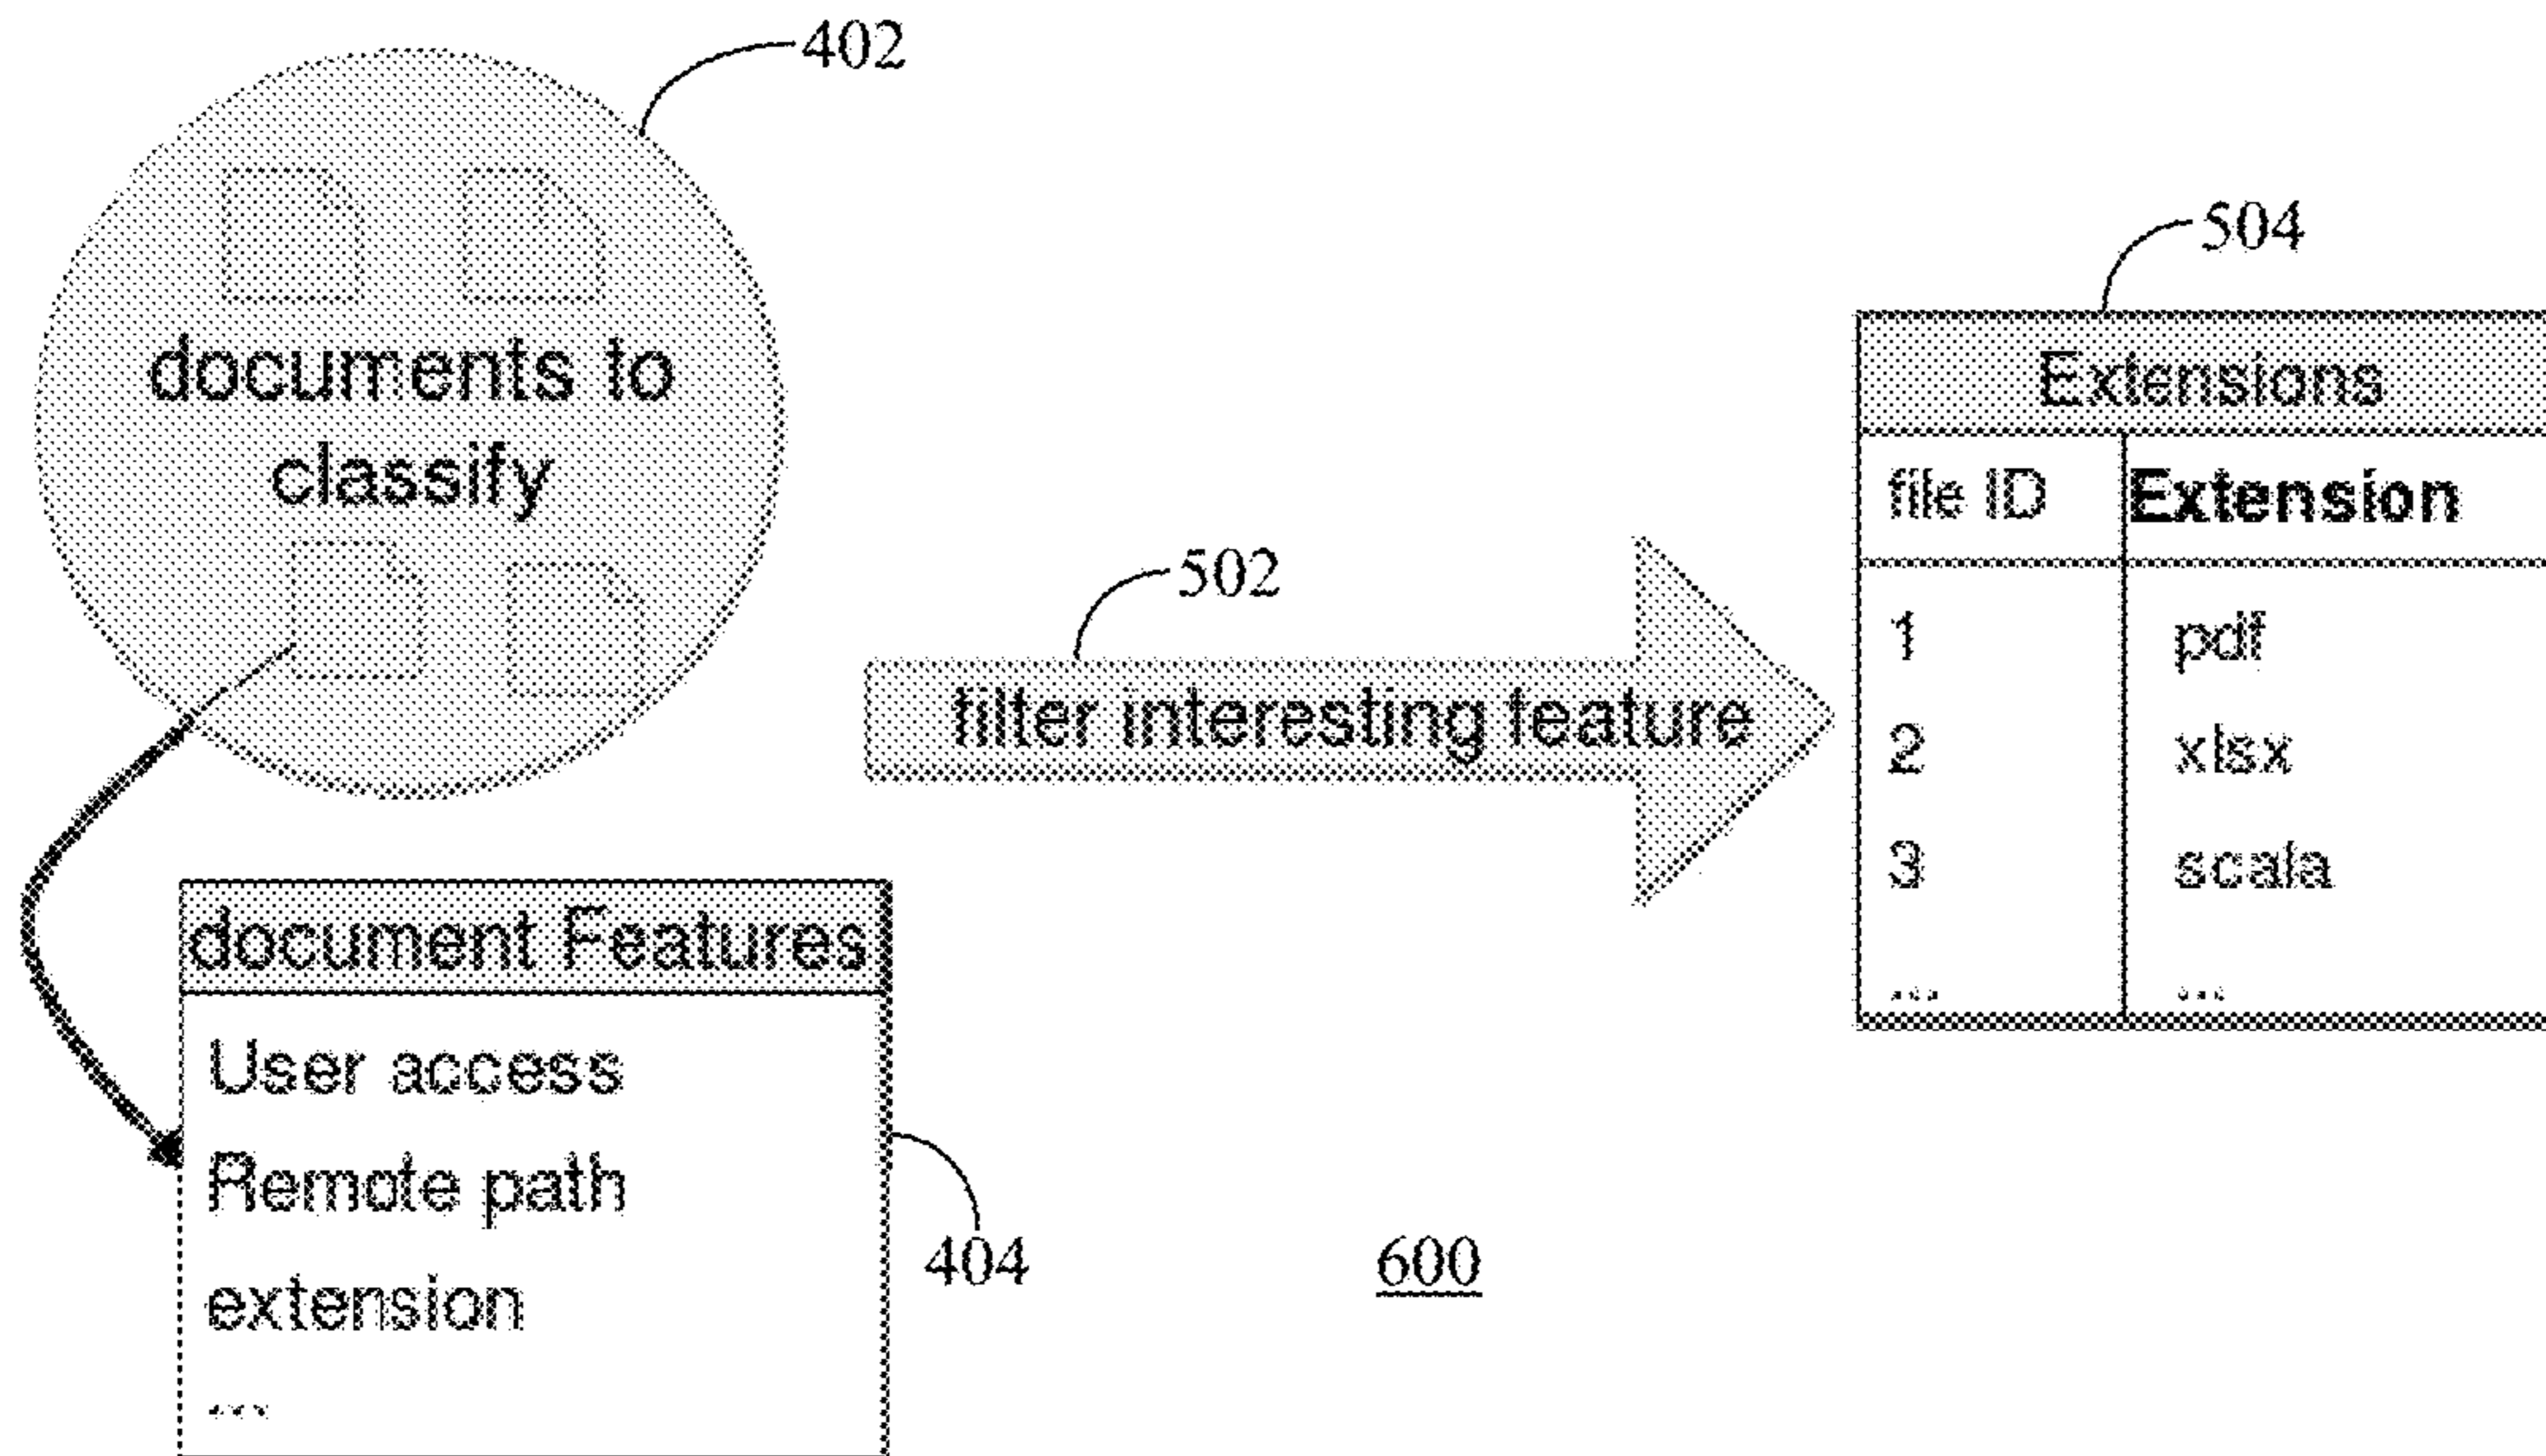 402
documents to
classify
504
Extensions
file ID Extension
1 pdf
2 xlsx
3 scala
... ...
502
filter interesting feature
document Features
User access
Remote path
extension
...
404
600